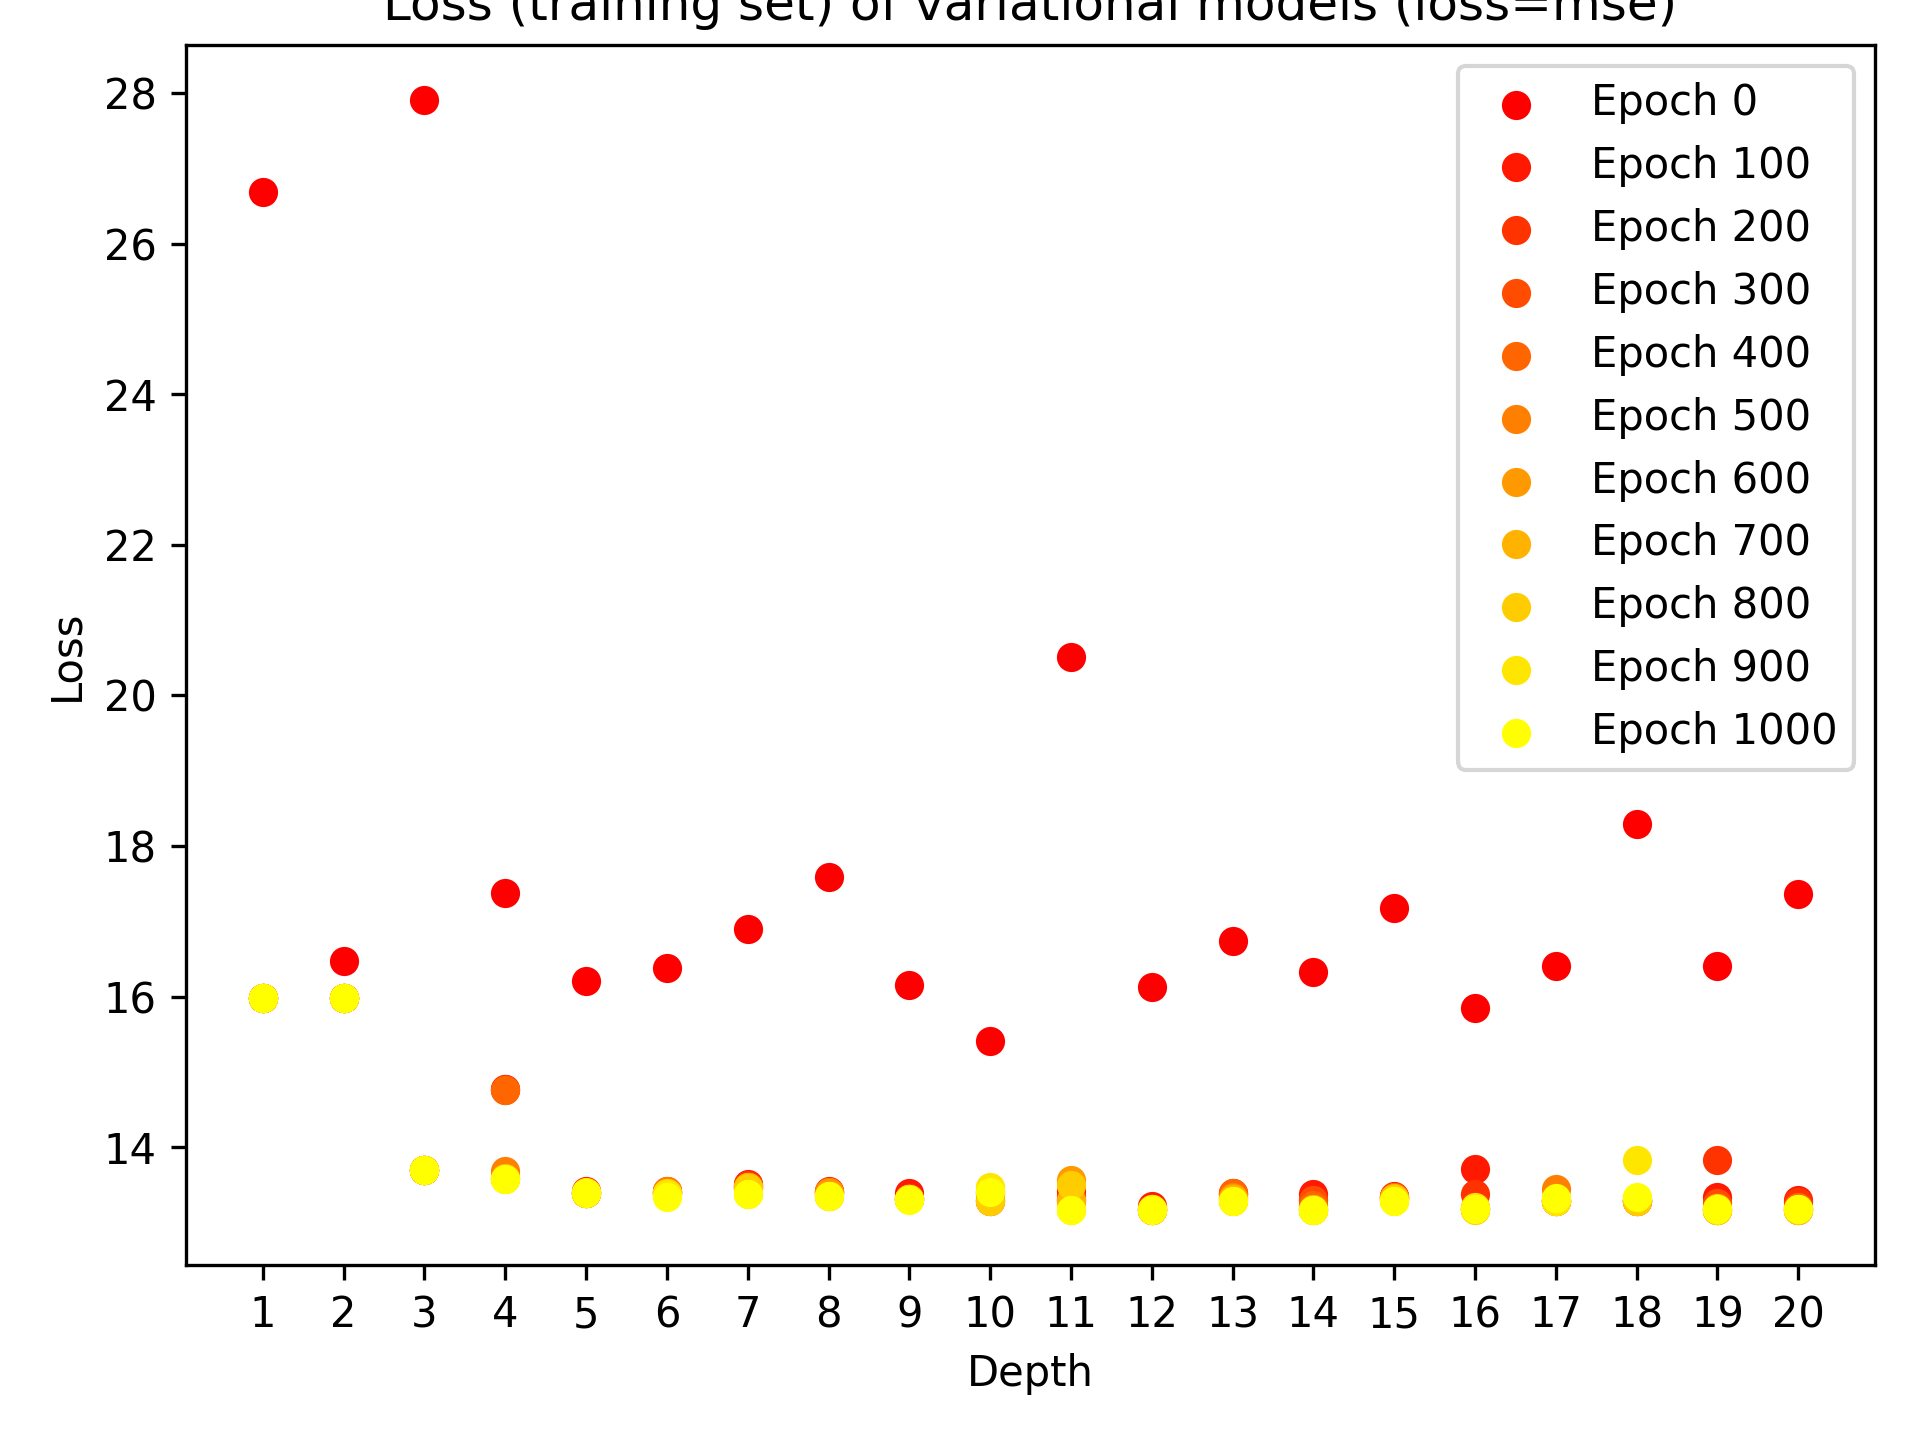 Loss (training set) of variational models (loss=mse)
28
26
24
22
20
18
16
14
Loss
Epoch 0
Epoch 100
Epoch 200
Epoch 300
Epoch 400
Epoch 500
Epoch 600
Epoch 700
Epoch 800
Epoch 900
Epoch 1000
1 2 3 4 5 6 7 8 9 10 11 12 13 14 15 16 17 18 19 20
Depth